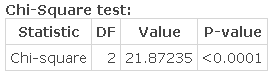 Chi-Square test:
Statistic DF Value P-value
Chi-square 2 21.87235 <0.0001